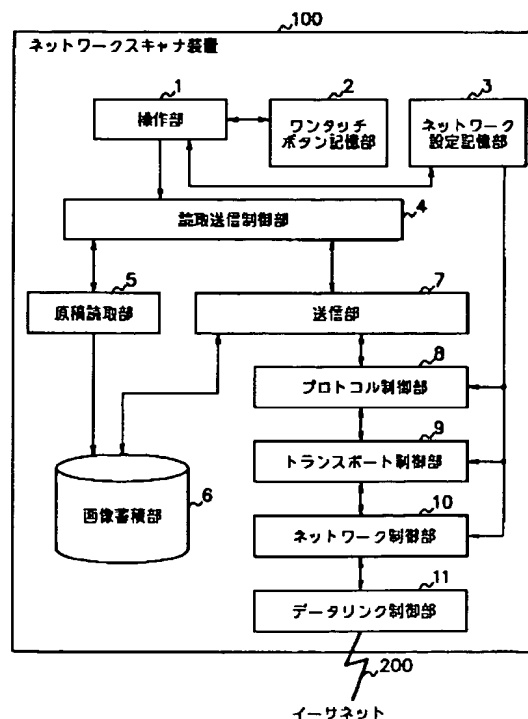 100
ネットワークスキャナ装置
1
操作部
2
ワンタッチ
ボタン記憶部
3
ネットワーク
設定記憶部
読取送信制御部
4
5
原稿読取部
7
送信部
8
プロトコル制御部
9
トランスポート制御部
画像蓄積部
6
10
ネットワーク制御部
11
データリンク制御部
200
イーサネット